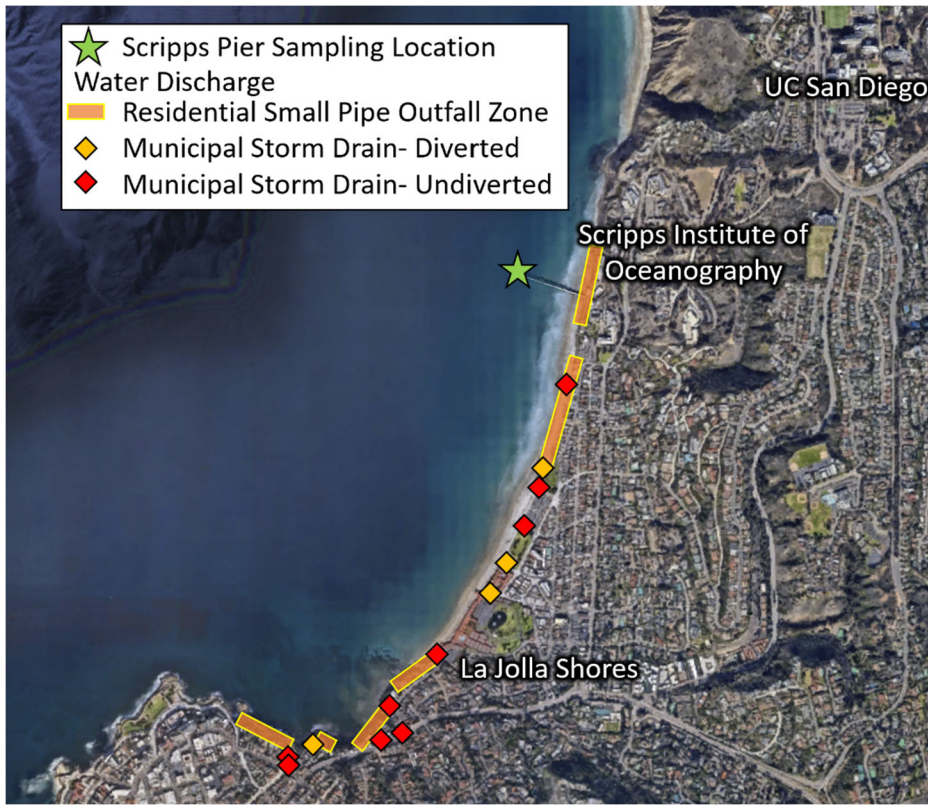 Scripps Pier Sampling Location
Water Discharge
Residential Small Pipe Outfall Zone
Municipal Storm Drain- Diverted
Municipal Storm Drain- Undiverted
UC San Diego
Scripps Institute of
Oceanography
La Jolla Shores